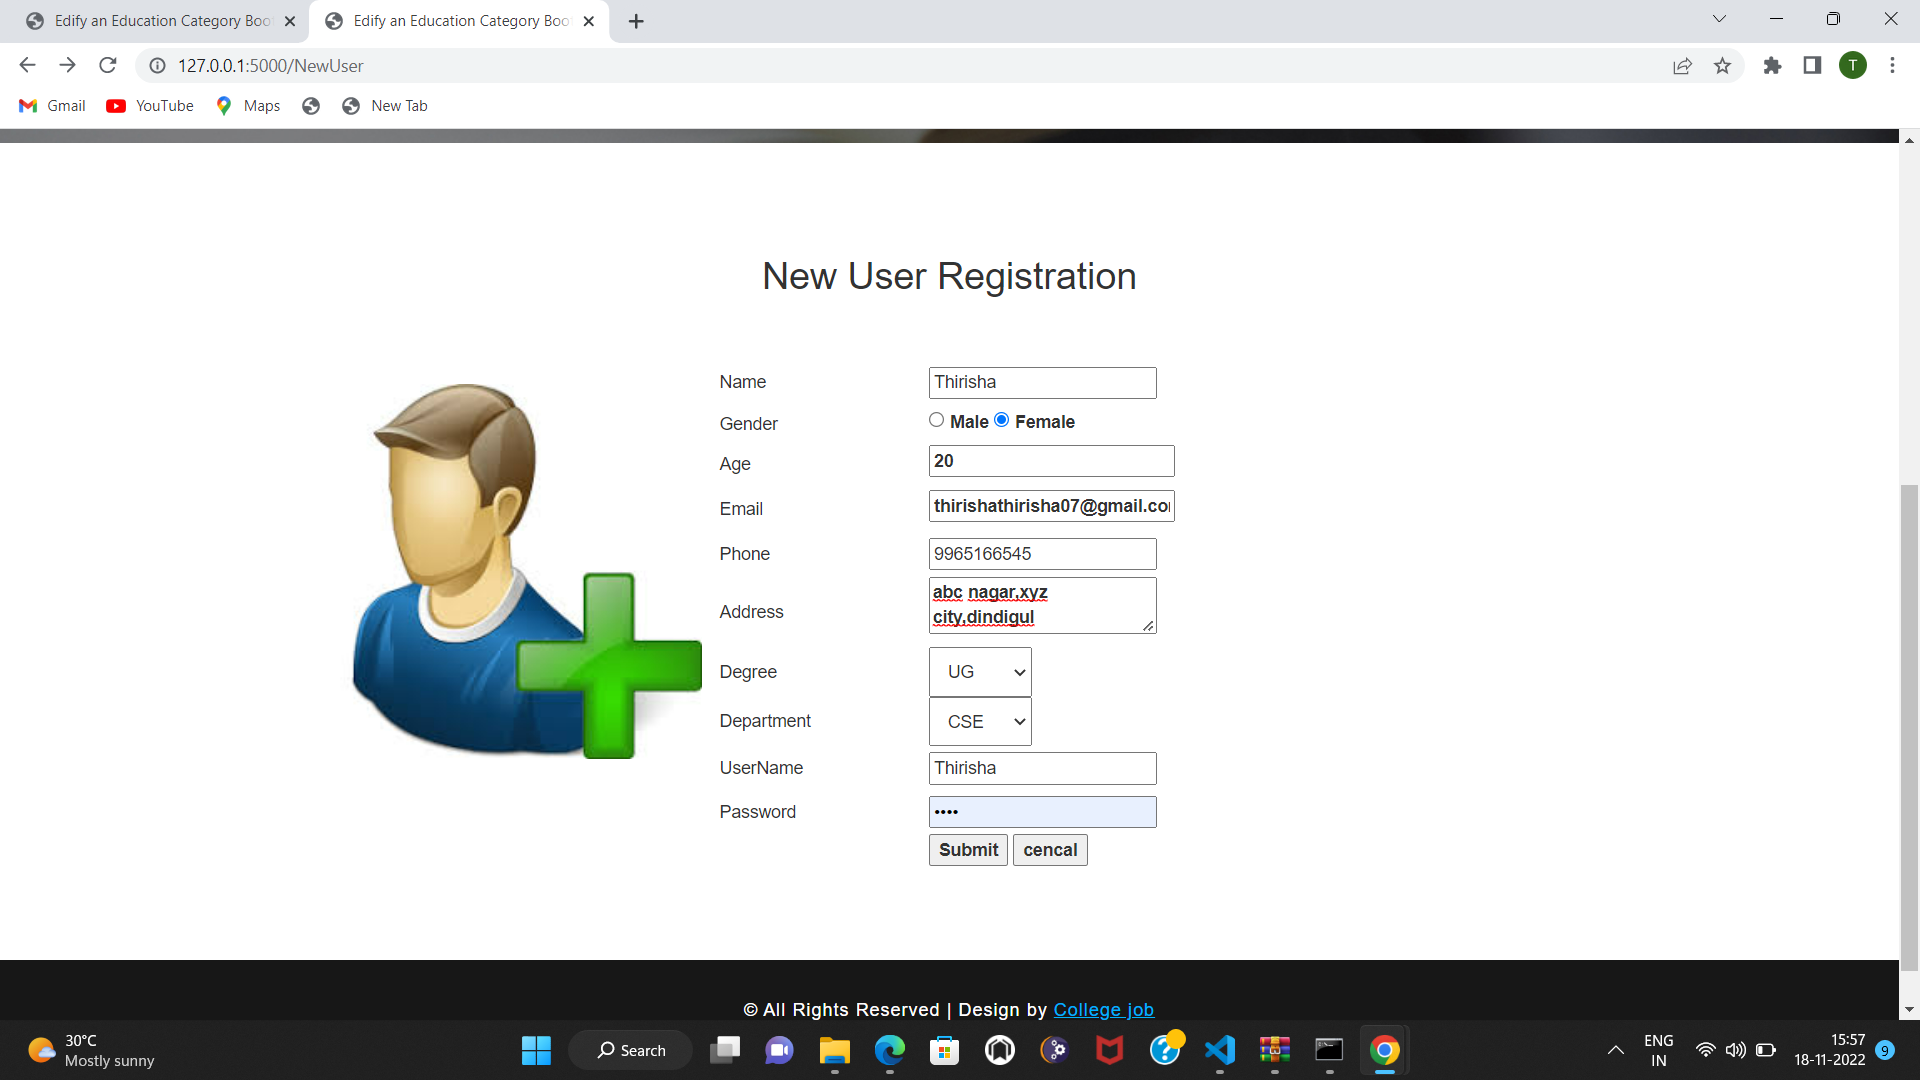 Edify an Education Category Boo
Edify an Education Category Boo
127.0.0.1:5000/NewUser
T
Gmail
YouTube
Maps
New Tab
New User Registration
Name
Thirisha
Gender
Male Female
Age
20
Email
thirishathirisha07@gmail.co
Phone
9965166545
Address
abc nagar,xyz
city,dindigul
Degree
UG
Department
CSE
UserName
Thirisha
Password
••••
Submit cencal
© All Rights Reserved | Design by College job
30°C
Mostly sunny
Search
ENG
IN
15:57
18-11-2022
9